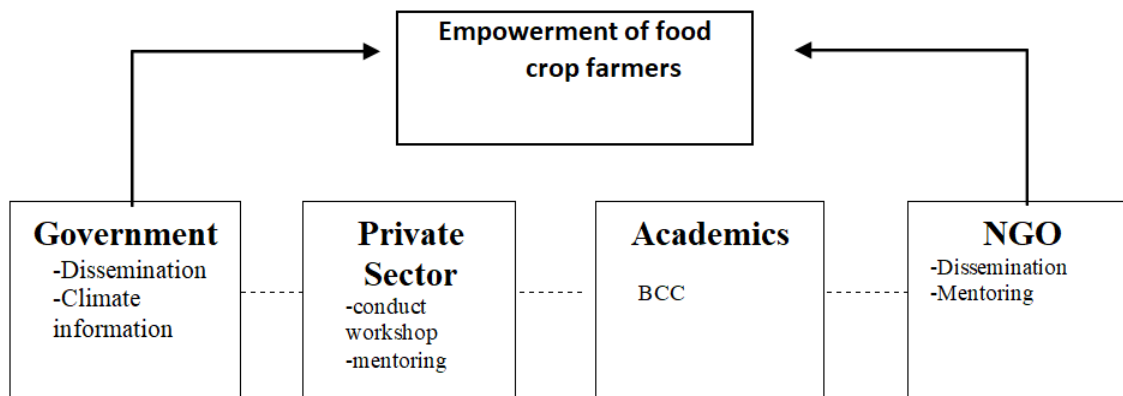 Empowerment of food
crop farmers
Government
-Dissemination
-Climate
information
Private
Sector
-conduct
workshop
-mentoring
Academics
BCC
NGO
-Dissemination
-Mentoring